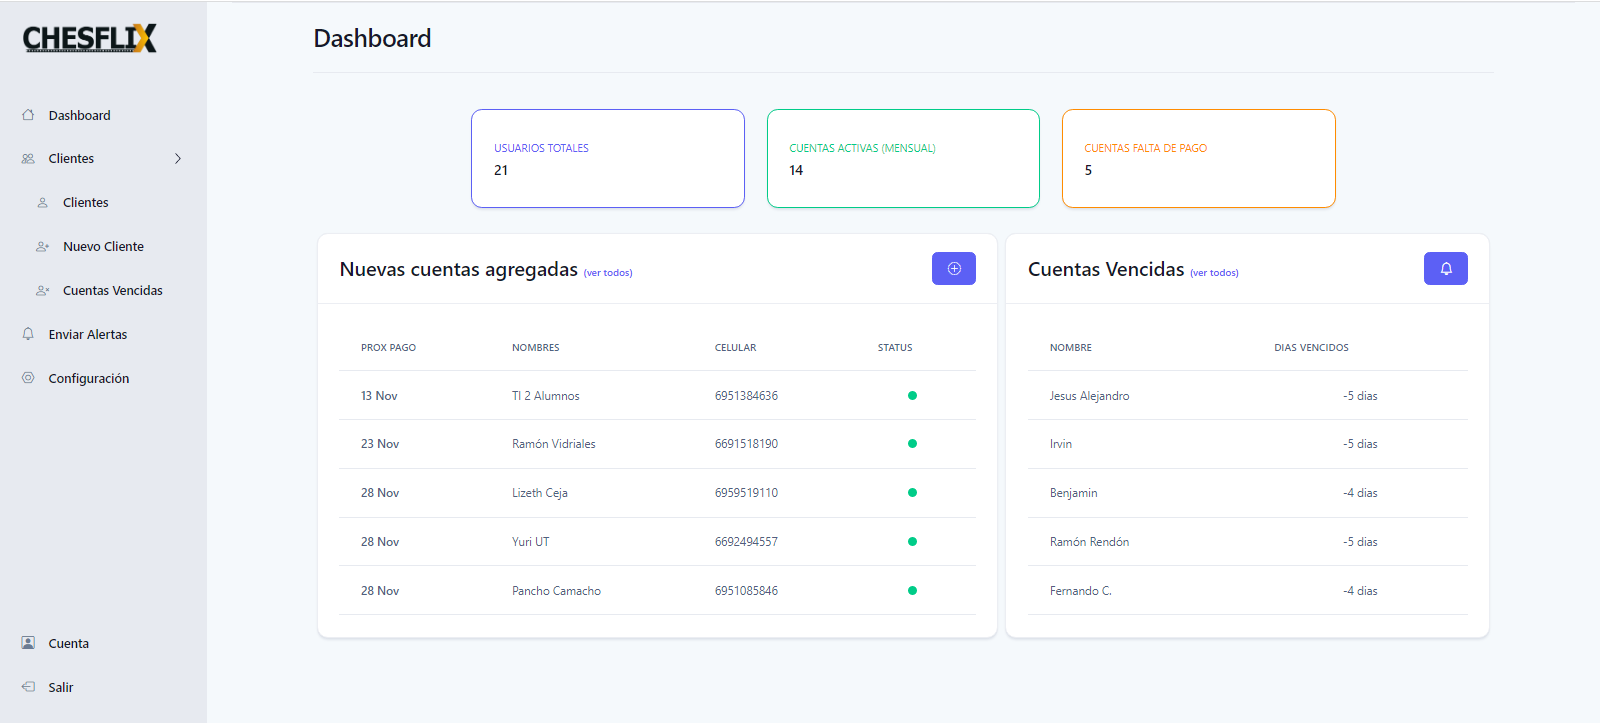 CHESFLIX
Dashboard
Clientes
Clientes
Nuevo Cliente
Cuentas Vencidas
Enviar Alertas
Configuración
Cuenta
Salir
Dashboard
USUARIOS TOTALES
21
CUENTAS ACTIVAS (MENSUAL)
14
CUENTAS FALTA DE PAGO
5
Nuevas cuentas agregadas (ver todos)
PROX PAGO NOMBRES CELULAR STATUS
13 Nov TI 2 Alumnos 6951384636
23 Nov Ramón Vidriales 6691518190
28 Nov Lizeth Ceja 6959519110
28 Nov Yuri UT 6692494557
28 Nov Pancho Camacho 6951085846
Cuentas Vencidas (ver todos)
NOMBRE DIAS VENCIDOS
Jesus Alejandro -5 dias
Irvin -5 dias
Benjamin -4 dias
Ramón Rendón -5 dias
Fernando C. -4 dias